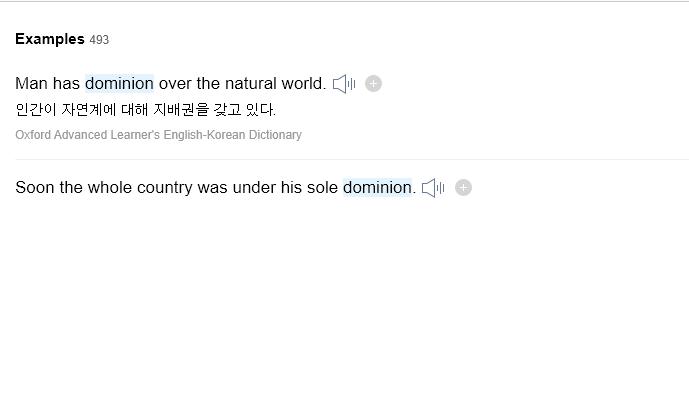 Examples 493
Man has dominion over the natural world.
인간이 자연계에 대해 지배권을 갖고 있다.
Oxford Advanced Learner's English-Korean Dictionary
Soon the whole country was under his sole dominion.